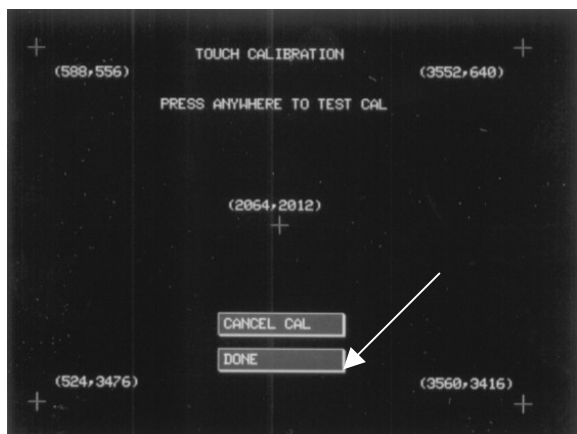 TOUCH CALIBRATION
(588,556)
(3552,640)
PRESS ANYWHERE TO TEST CAL
(2064,2012)
CANCEL CAL
DONE
(524,3476)
(3560,3416)